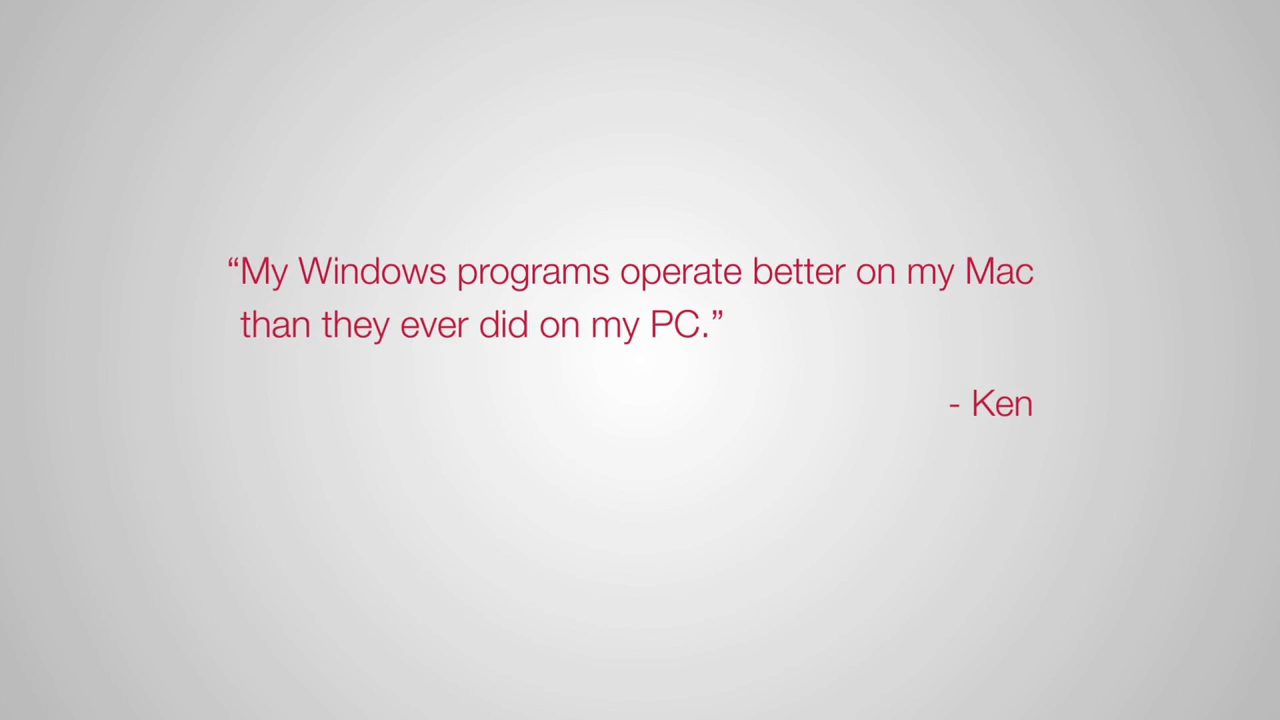 “My Windows programs operate better on my Mac
than they ever did on my PC.”
- Ken